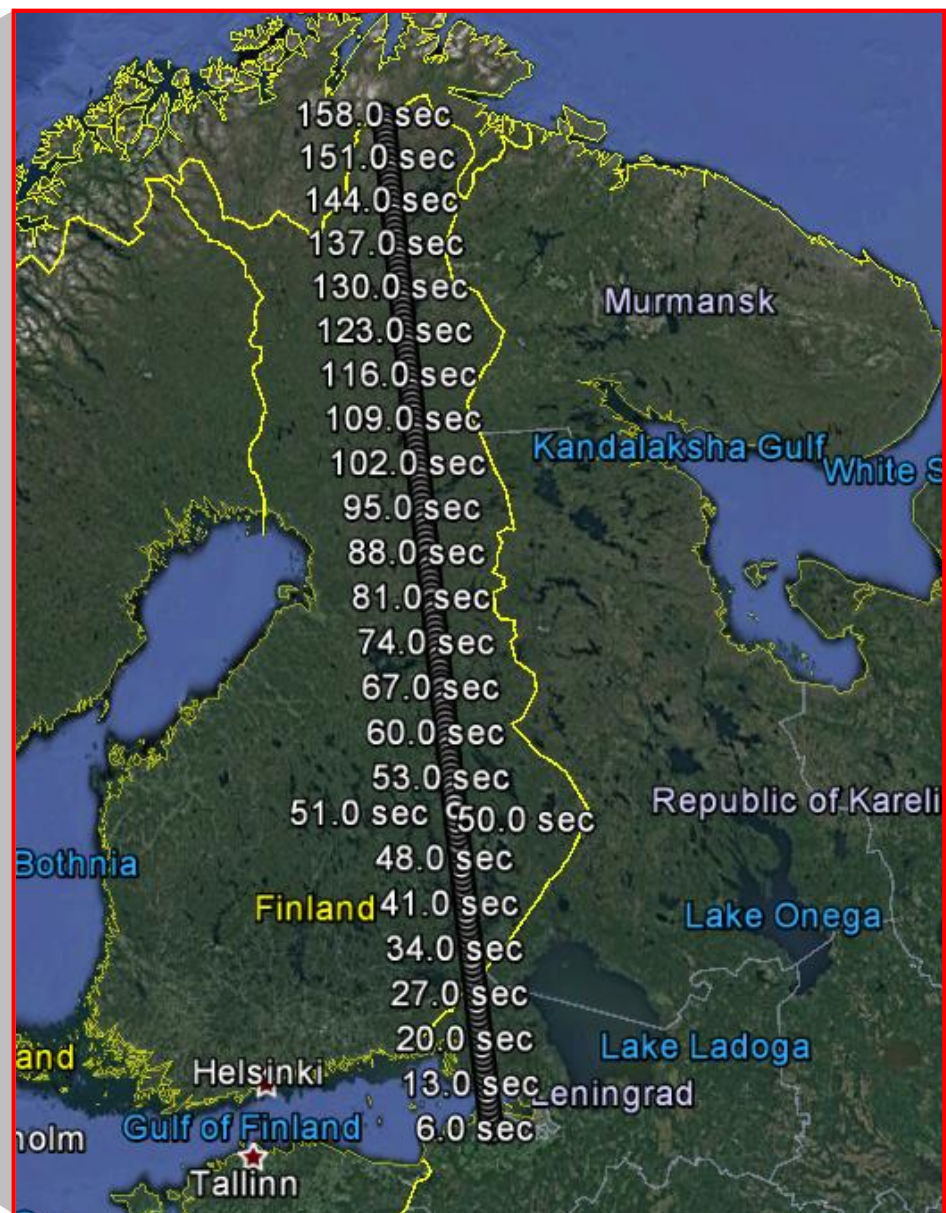 158.0 sec
151.0 sec
144.0 sec
137.0 sec
130.0 sec
Murmansk
123.0 sec
116.0 sec
109.0 sec
Kandalaksha Gulf
102.0 sec
White S
95.0 sec
88.0 sec
81.0 sec
74.0 sec
67.0 sec
60.0 sec
53.0 sec
Republic of Kareli
51.0 sec
50.0 sec
48.0 sec
Bothnia
Finland
41.0 sec
Lake Onega
34.0 sec
27.0 sec
20.0 sec
Lake Ladoga
and
Helsinki
13.0 sec
Leningrad
6.0 sec
Gulf of Finland
holm
Tallinn